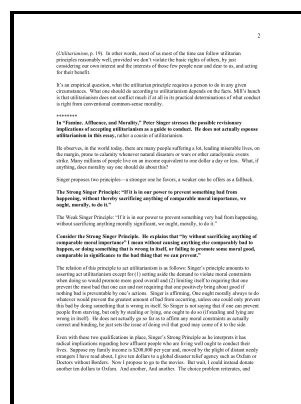 2
(Utilitarianism, p. 19). In other words, most of us most of the time can follow utilitarian
principles reasonably well, provided we don't violate the basic rights of others, by just
considering our own interest and the interests of those few people near and dear to us, and
acting for their benefit.
It's an empirical question, what the utilitarian principle requires a person to do in any given
circumstances. What one should do according to utilitarianism depends on the facts. Mill's hunch
is that utilitarianism does not conflict much if at all in its practical determinations of what conduct
is right from conventional common-sense morality.
********
In "Famine, Affluence, and Morality," Peter Singer stresses the possible revisionary
implications of accepting utilitarianism as a guide to conduct. He does not actually espouse
utilitarianism in this essay, rather a cousin of utilitarianism.
He observes, in the world today, there are many people suffering a lot, leading miserable lives, on
the margin, prone to calamity whenever natural disasters or wars or other cataclysmic events
strike. Many millions of people live on an income equivalent to one dollar a day or less. What, if
anything, does morality say one should do about this?
Singer proposes two principles—a stronger one he favors, a weaker one he offers as a fallback.
The Strong Singer Principle: "If it is in our power to prevent something bad from
happening, without thereby sacrificing anything of comparable moral importance, we
ought, morally, to do it."
The Weak Singer Principle: "If it is in our power to prevent something very bad from happening,
without sacrificing anything morally significant, we ought, morally, to do it."
Consider the Strong Singer Principle. He explains that "by without sacrificing anything of
comparable moral importance" I mean without causing anything else comparably bad to
happen, or doing something that is wrong in itself, or failing to promote some moral good,
comparable in significance to the bad thing that we can prevent."
The relation of this principle to act utilitarianism is as follows: Singer's principle amounts to
asserting act utilitarianism except for (1) setting aside the demand to violate moral constraints
when doing so would promote more good overall and (2) limiting itself to requiring that one
prevent the most bad that one can and not requiring that one positively bring about good if
nothing bad is preventable by one's actions. Singer is affirming, One ought morally always to do
whatever would prevent the greatest amount of bad from occurring, unless one could only prevent
this bad by doing something that is wrong in itself. So Singer is not saying that if one can prevent
people from starving, but only by stealing or lying, one ought to do so (if stealing and lying are
wrong in itself). He does not actually go so far as to affirm any moral constraints as actually
correct and binding, he just sets the issue of doing evil that good may come of it to the side.
Even with these two qualifications in place, Singer's Strong Principle as he interprets it has
radical implications regarding how affluent people who are living well ought to conduct their
lives. Suppose my family income is $200,000 per year and, moved by the plight of distant needy
strangers I have read about, I give ten dollars to a global disaster relief agency such as Oxfam or
Doctors without Borders. Now I propose to go to the movies. But wait, I could instead donate
another ten dollars to Oxfam. And another. And another. The choice problem reiterates, and